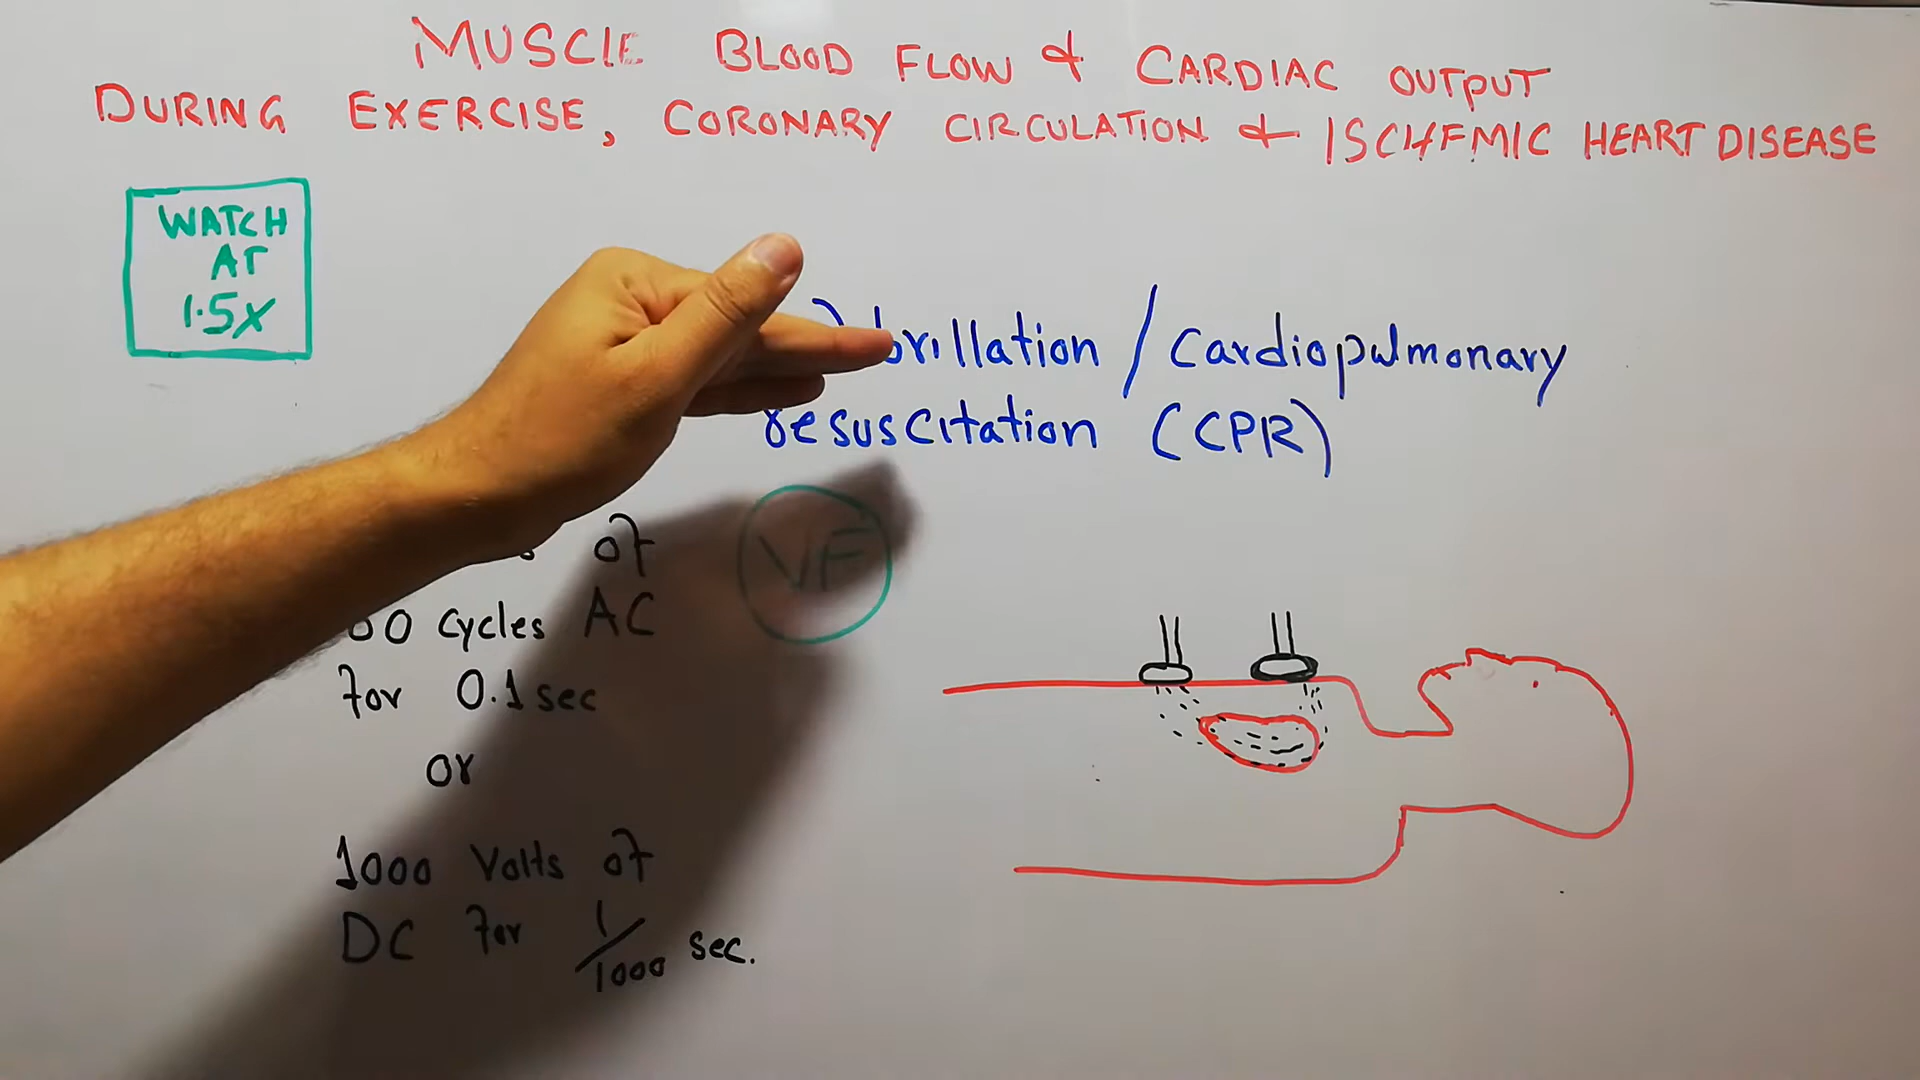 MUSCLE BLOOD FLOW & CARDIAC OUTPUT
DURING EXERCISE, CORONARY CIRCULATION & ISCHEMIC HEART DISEASE
WATCH
AT
1.5X
/ Cardiopulmonary
resuscitation (CPR)
VF
of
cycles AC
for 0.1 sec
or
1000 Volts of
DC for 1/1000 sec.